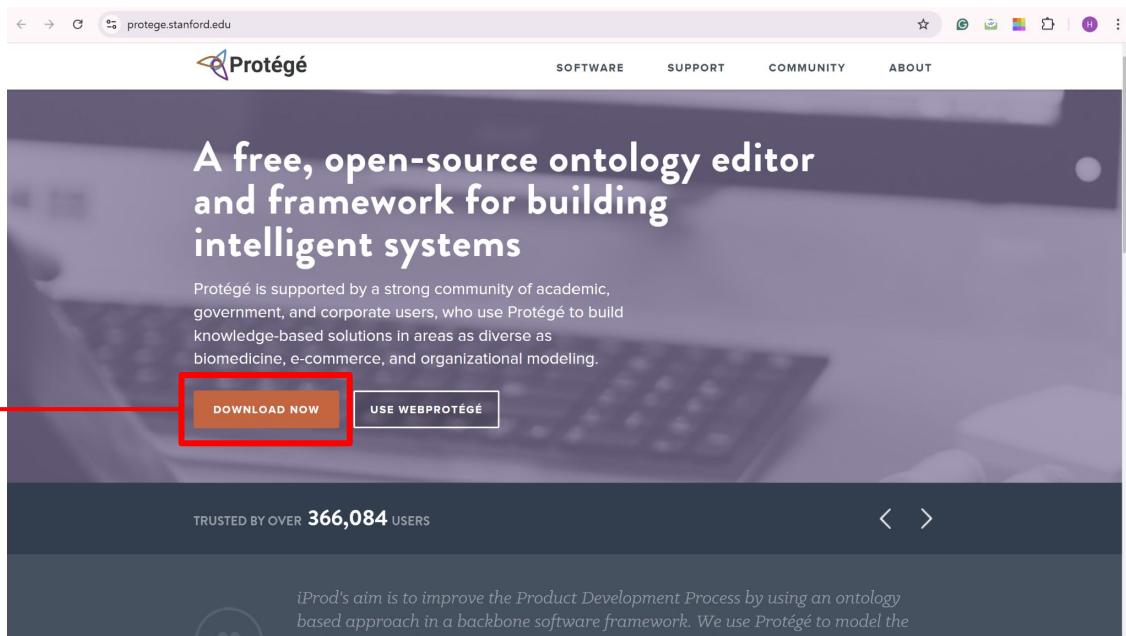 protege.stanford.edu
H
Protégé
SOFTWARE SUPPORT COMMUNITY ABOUT
A free, open-source ontology editor
and framework for building
intelligent systems
Protégé is supported by a strong community of academic,
government, and corporate users, who use Protégé to build
knowledge-based solutions in areas as diverse as
biomedicine, e-commerce, and organizational modeling.
DOWNLOAD NOW USE WEBPROTÉGÉ
TRUSTED BY OVER 366,084 USERS
iProd's aim is to improve the Product Development Process by using an ontology
based approach in a backbone software framework. We use Protégé to model the